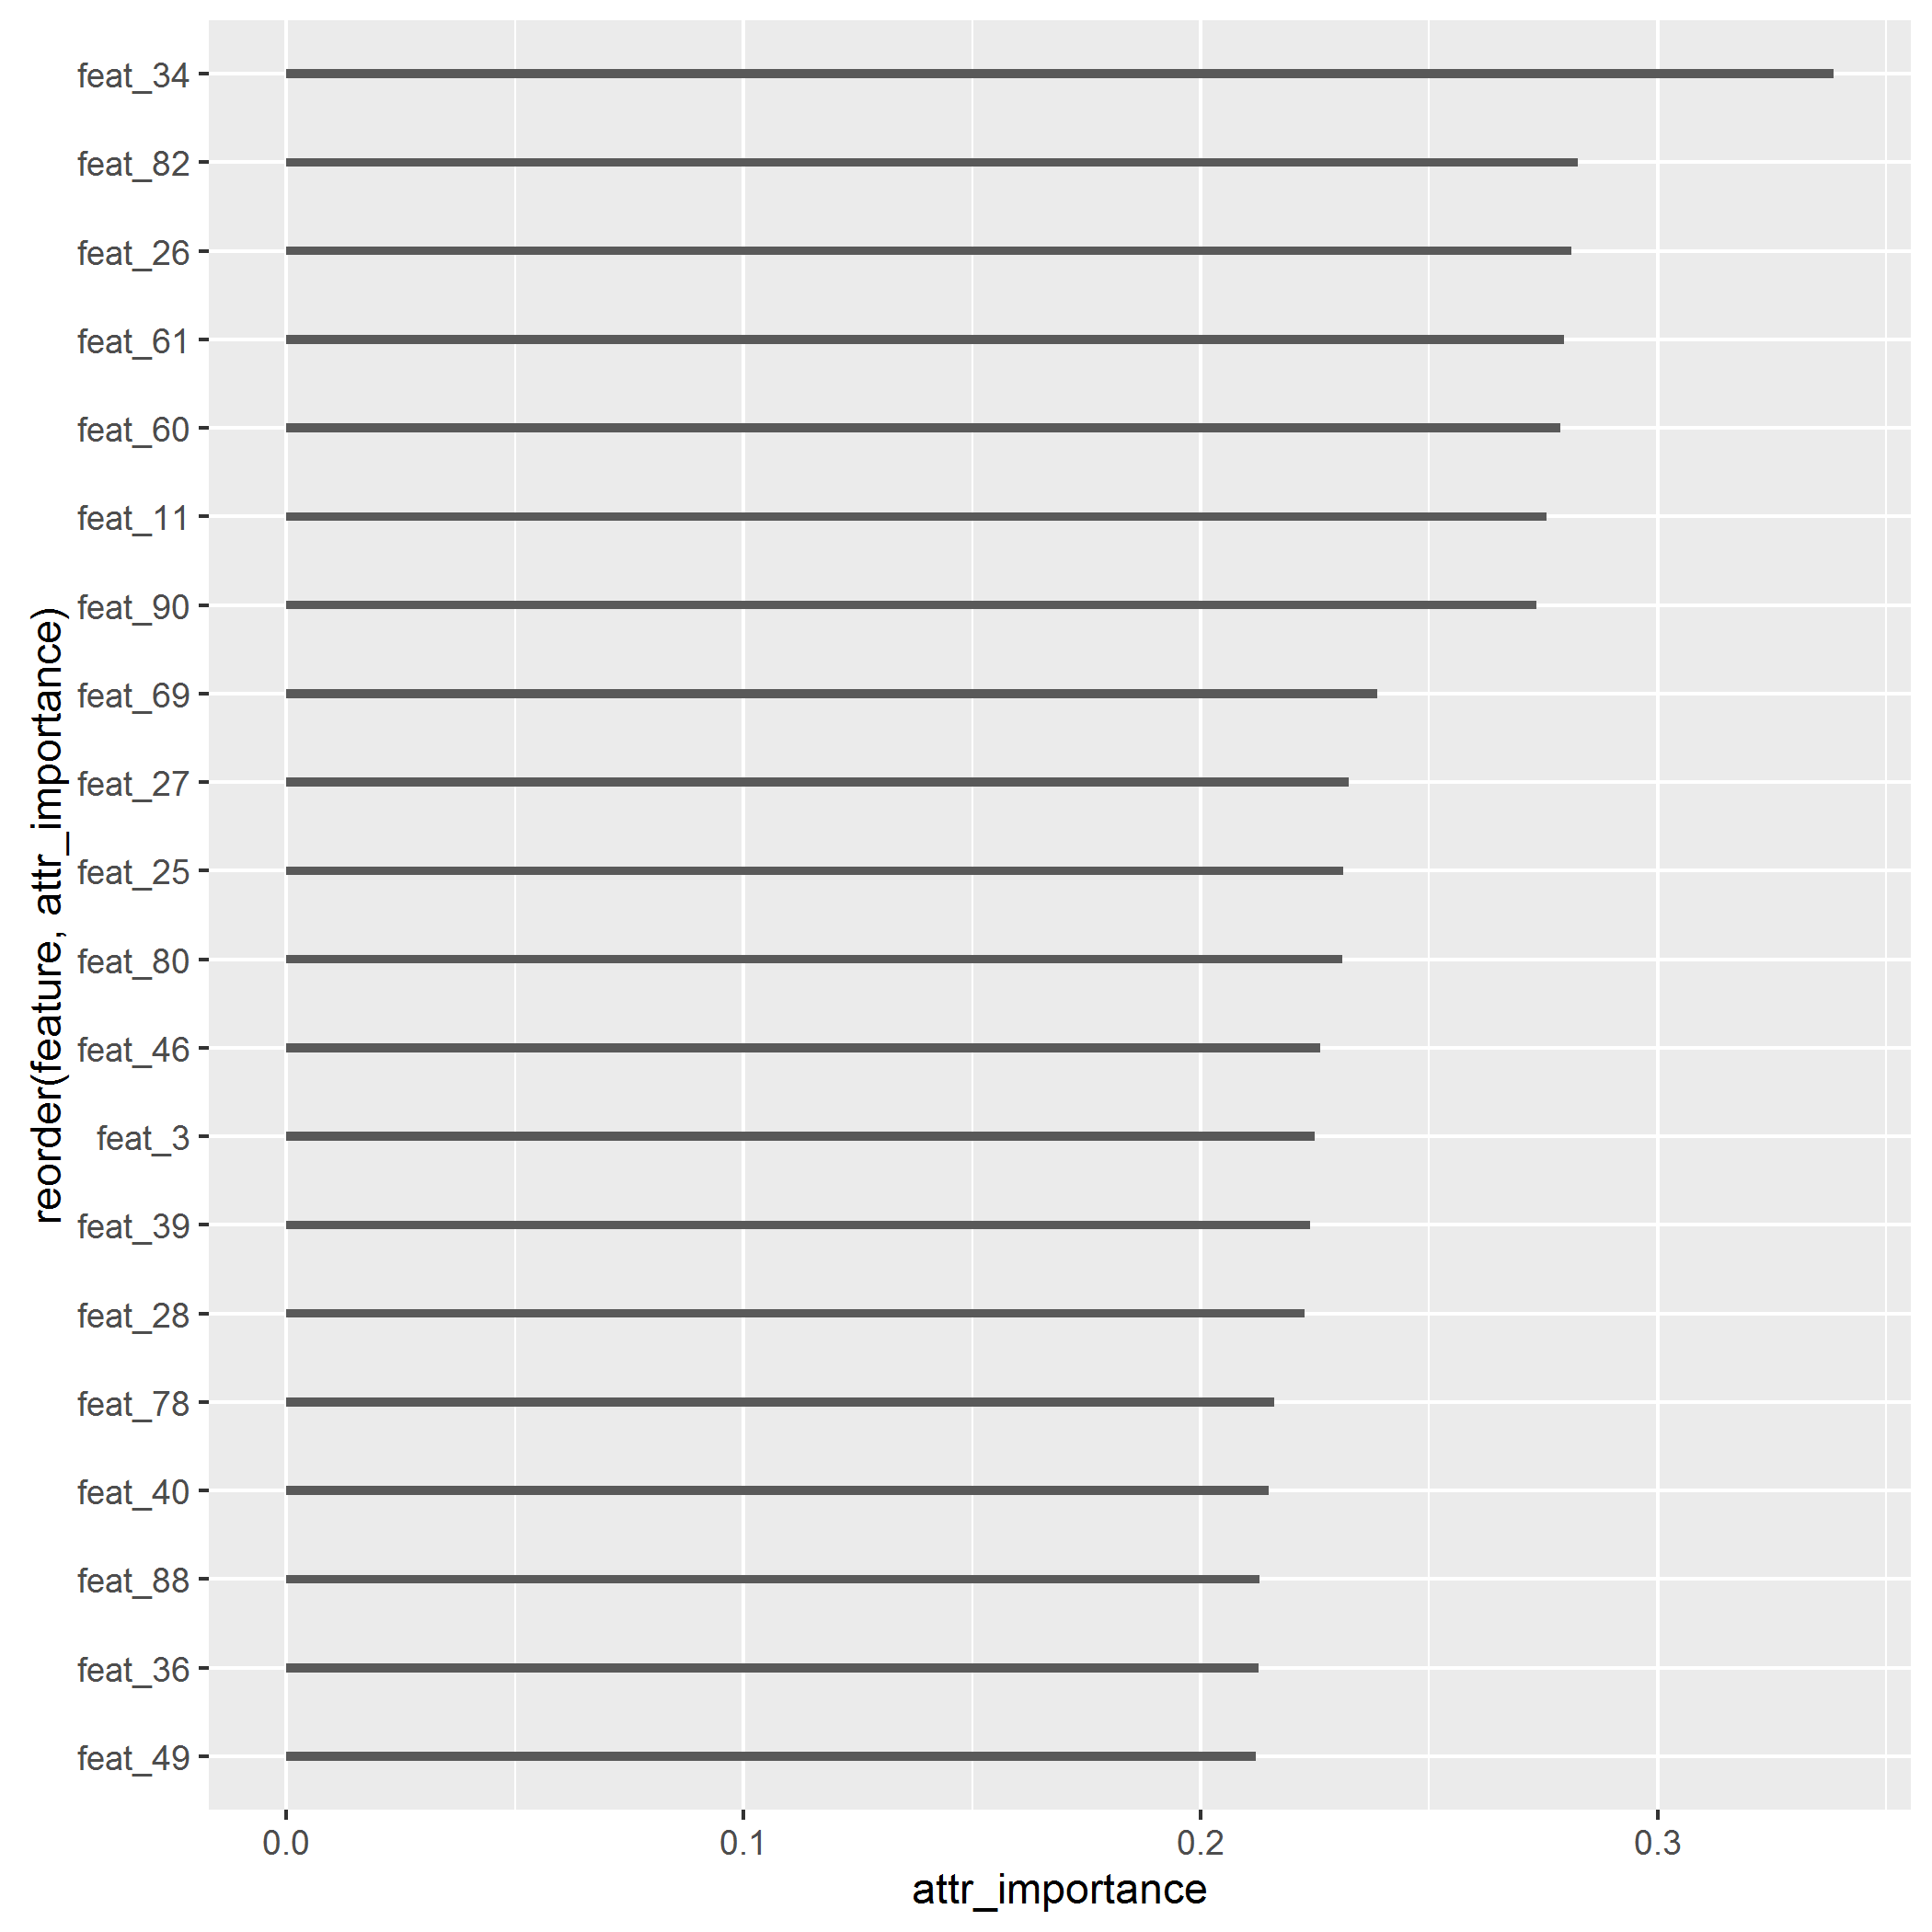 feat_34
feat_82
feat_26
feat_61
feat_60
feat_11
feat_90
feat_69
feat_27
feat_25
feat_80
feat_46
feat_3
feat_39
feat_28
feat_78
feat_40
feat_88
feat_36
feat_49
reorder(feature, attr_importance)
0.0 0.1 0.2 0.3
attr_importance